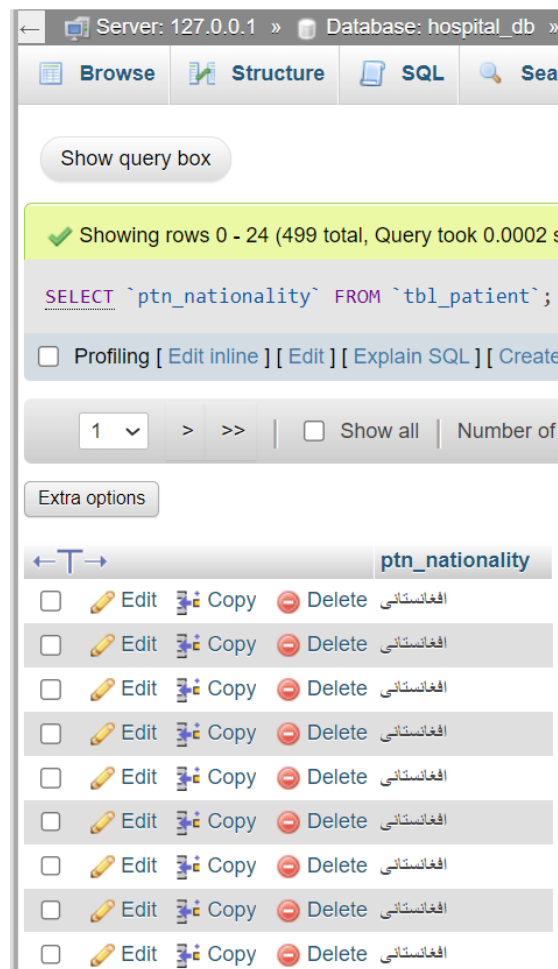 ← Server: 127.0.0.1 » Database: hospital_db »
Browse Structure SQL
Show query box
Showing rows 0 - 24 (499 total, Query took 0.0002
SELECT `ptn_nationality` FROM `tbl_patient`;
Profiling [ Edit inline ] [ Edit ] [ Explain SQL ] [ Create
1 > >> | Show all | Number of
Extra options
←T→ ptn_nationality
Edit Copy Delete افغانستانی
Edit Copy Delete افغانستانی
Edit Copy Delete افغانستانی
Edit Copy Delete افغانستانی
Edit Copy Delete افغانستانی
Edit Copy Delete افغانستانی
Edit Copy Delete افغانستانی
Edit Copy Delete افغانستانی
Edit Copy Delete افغانستانی